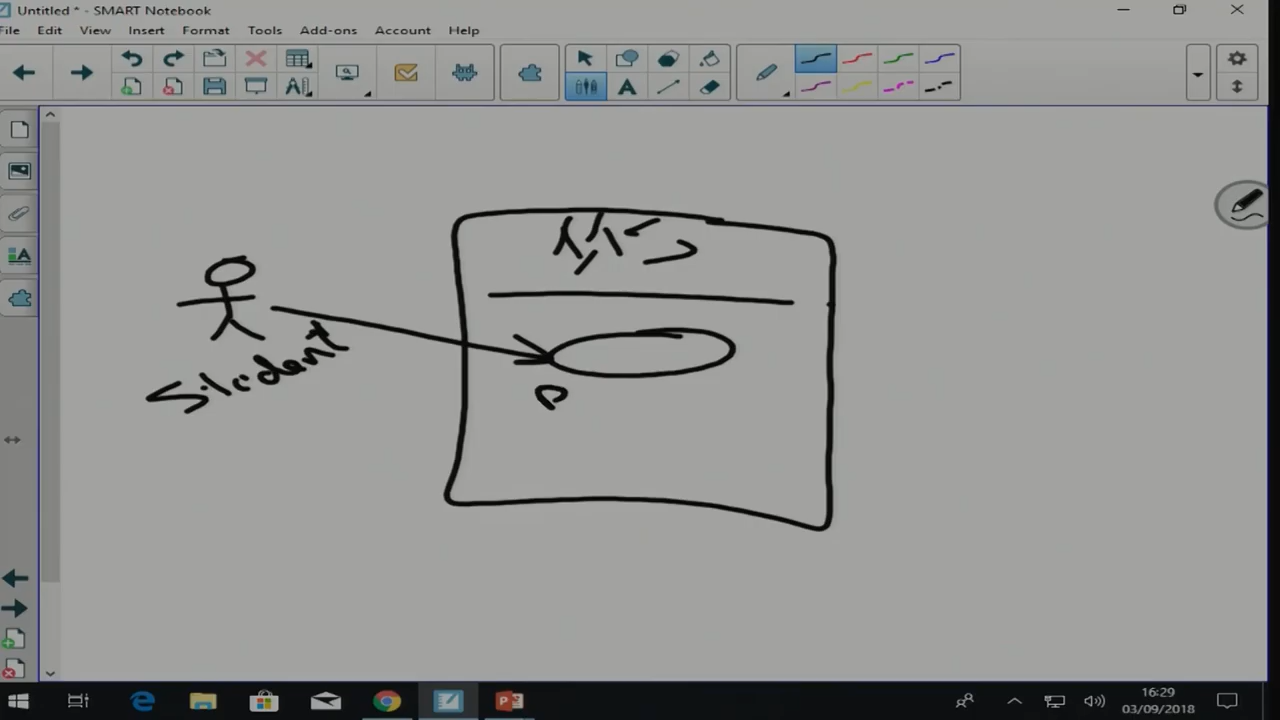 Untitled * - SMART Notebook
File Edit View Insert Format Tools Add-ons Account Help
Student
16:29
03/09/2018